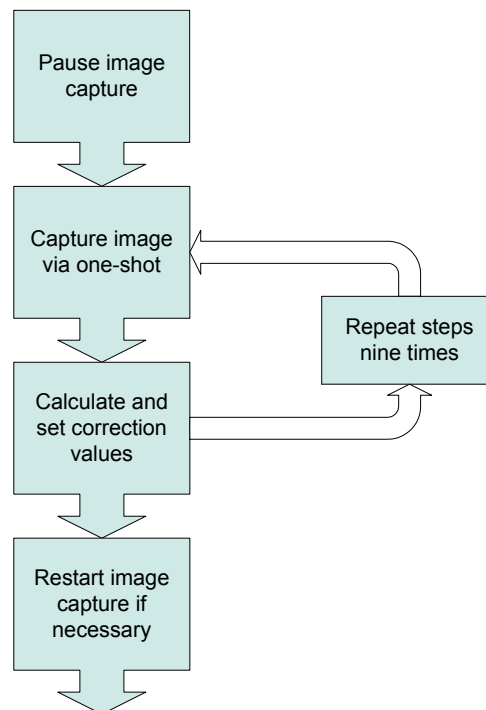 Pause image
capture
Capture image
via one-shot
Repeat steps
nine times
Calculate and
set correction
values
Restart image
capture if
necessary